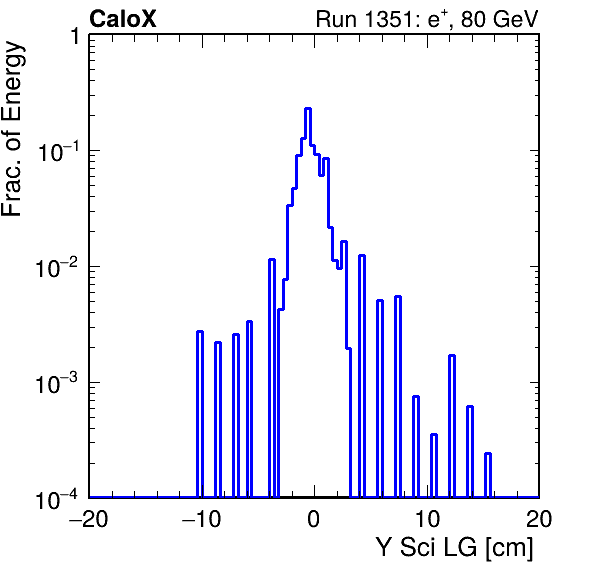 CaloX Run 1351: e⁺, 80 GeV
Frac. of Energy
1
10⁻¹
10⁻²
10⁻³
10⁻⁴
−20 −10 0 10 20
Y Sci LG [cm]